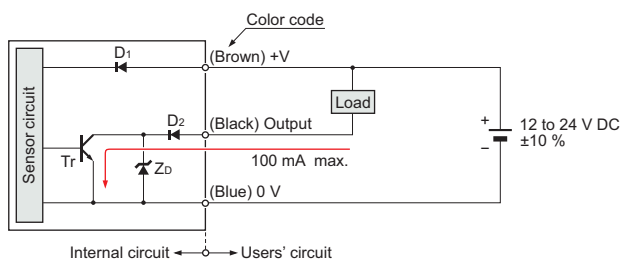 Color code
D1
(Brown) +V
Load
Sensor circuit
D2
(Black) Output
+
12 to 24 V DC
±10 %
−
Tr
ZD
100 mA max.
(Blue) 0 V
Internal circuit
Users' circuit